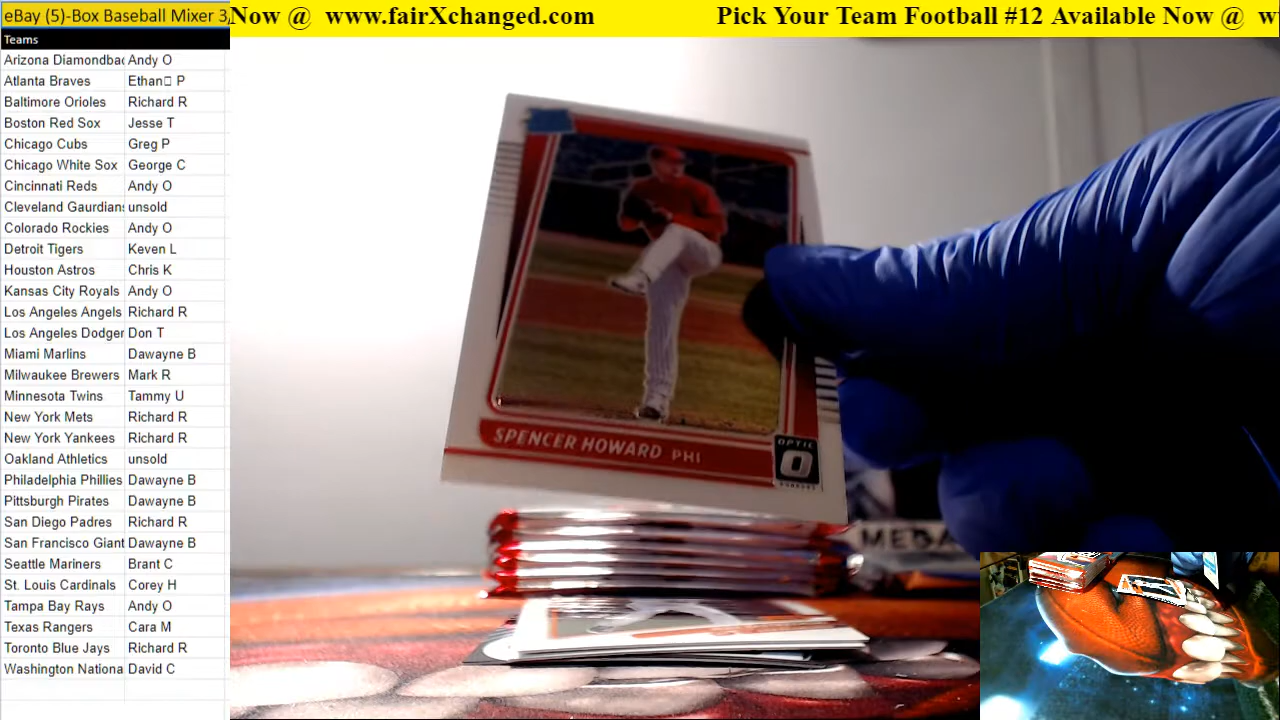 eBay (5)-Box Baseball Mixer 3
Now @ www.fairXchanged.com Pick Your Team Football #12 Available Now @ w
Teams
Arizona Diamondbac Andy O
Atlanta Braves Ethan□ P
Baltimore Orioles Richard R
Boston Red Sox Jesse T
Chicago Cubs Greg P
Chicago White Sox George C
Cincinnati Reds Andy O
Cleveland Gaurdians unsold
Colorado Rockies Andy O
Detroit Tigers Keven L
Houston Astros Chris K
Kansas City Royals Andy O
Los Angeles Angels Richard R
Los Angeles Dodger Don T
Miami Marlins Dawayne B
Milwaukee Brewers Mark R
Minnesota Twins Tammy U
New York Mets Richard R
New York Yankees Richard R
Oakland Athletics unsold
Philadelphia Phillies Dawayne B
Pittsburgh Pirates Dawayne B
San Diego Padres Richard R
San Francisco Giant Dawayne B
Seattle Mariners Brant C
St. Louis Cardinals Corey H
Tampa Bay Rays Andy O
Texas Rangers Cara M
Toronto Blue Jays Richard R
Washington Nationa David C
SPENCER HOWARD PHI
OPTIC
MEGA